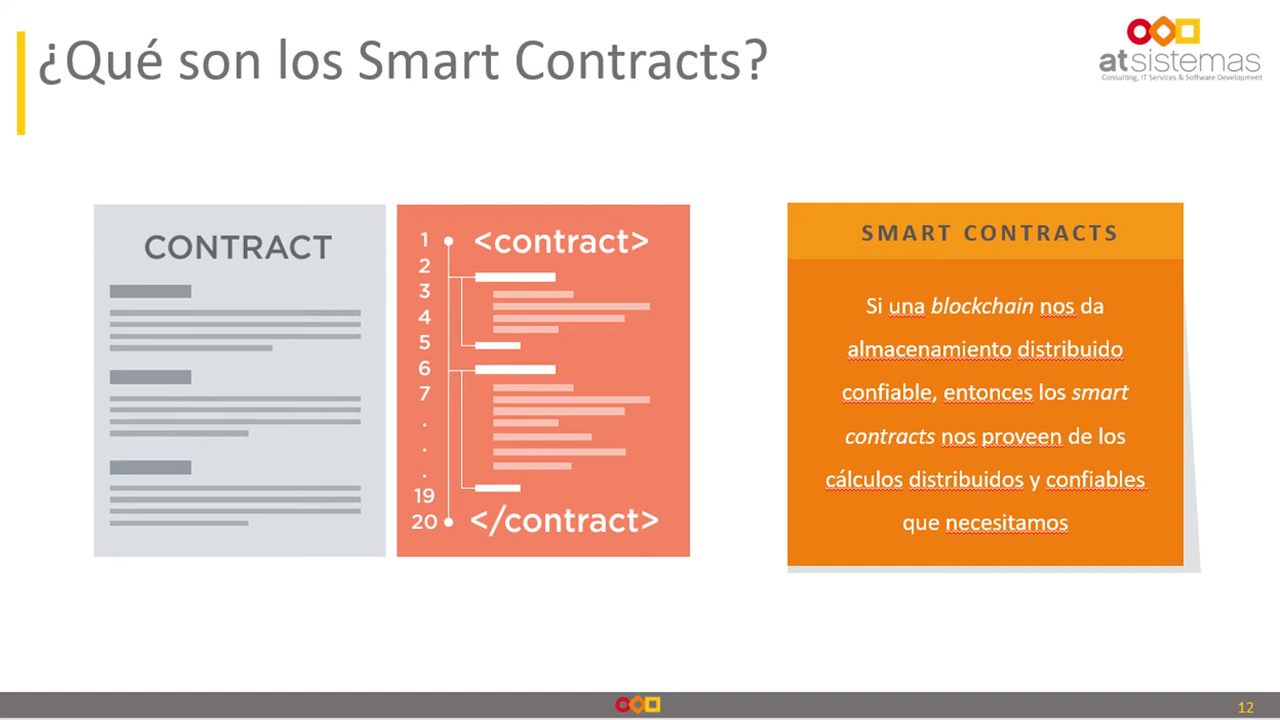 ¿Qué son los Smart Contracts?
atsistemas
Consulting, IT Services & Software Development
CONTRACT
1
2
3
4
5
6
7
.
.
.
19
20
<contract>
</contract>
SMART CONTRACTS
Si una blockchain nos da
almacenamiento distribuido
confiable, entonces los smart
contracts nos proveen de los
cálculos distribuidos y confiables
que necesitamos
12